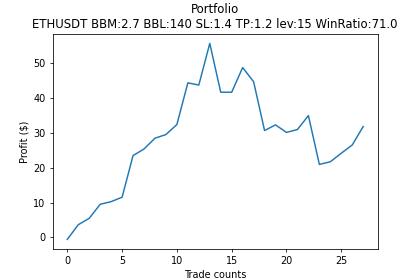 Portfolio
ETHUSDT BBM:2.7 BBL:140 SL:1.4 TP:1.2 lev:15 WinRatio:71.0
Profit ($)
50
40
30
20
10
0
0 5 10 15 20 25
Trade counts